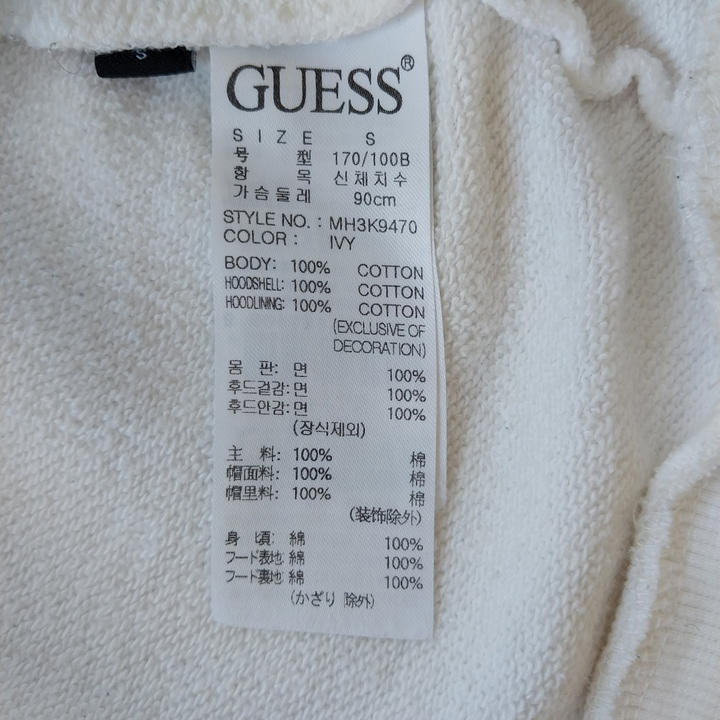 GUESS®
SIZE S
号 型 170/100B
항 목 신체치수
가슴둘레 90cm
STYLE NO. : MH3K9470
COLOR : IVY
BODY: 100% COTTON
HOODSHELL: 100% COTTON
HOODLINING: 100% COTTON
(EXCLUSIVE OF
DECORATION)
몸 판: 면 100%
후드겉감: 면 100%
후드안감: 면 100%
(장식제외)
主 料: 100% 棉
帽面料: 100% 棉
帽里料: 100% 棉
(装饰除外)
身 頃: 綿 100%
フード表地: 綿 100%
フード裏地: 綿 100%
(かざり 除外)